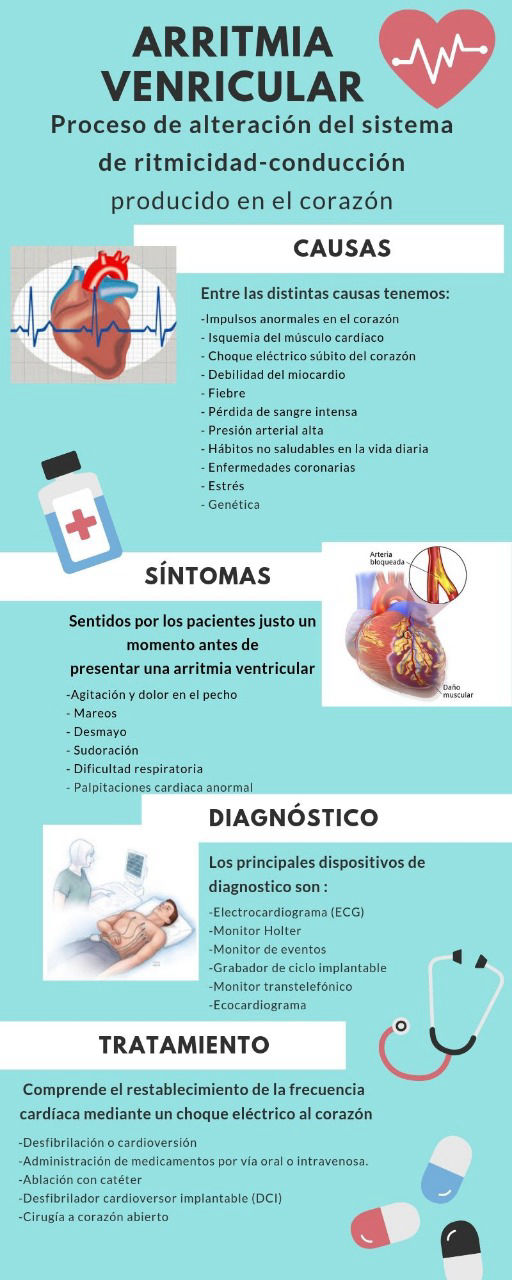 ARRITMIA
VENRICULAR
Proceso de alteración del sistema
de ritmicidad-conducción
producido en el corazón
CAUSAS
Entre las distintas causas tenemos:
-Impulsos anormales en el corazón
- Isquemia del músculo cardíaco
- Choque eléctrico súbito del corazón
- Debilidad del miocardio
- Fiebre
- Pérdida de sangre intensa
- Presión arterial alta
- Hábitos no saludables en la vida diaria
- Enfermedades coronarias
- Estrés
- Genética
SÍNTOMAS
Arteria
bloqueada
Daño
muscular
Sentidos por los pacientes justo un
momento antes de
presentar una arritmia ventricular
-Agitación y dolor en el pecho
- Mareos
- Desmayo
- Sudoración
- Dificultad respiratoria
- Palpitaciones cardiaca anormal
DIAGNÓSTICO
Los principales dispositivos de
diagnostico son :
-Electrocardiograma (ECG)
-Monitor Holter
-Monitor de eventos
-Grabador de ciclo implantable
-Monitor transtelefónico
-Ecocardiograma
TRATAMIENTO
Comprende el restablecimiento de la frecuencia
cardíaca mediante un choque eléctrico al corazón
-Desfibrilación o cardioversión
-Administración de medicamentos por vía oral o intravenosa.
-Ablación con catéter
-Desfibrilador cardioversor implantable (DCI)
-Cirugía a corazón abierto